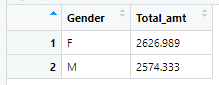 Gender Total_amt
1 F 2626.989
2 M 2574.333